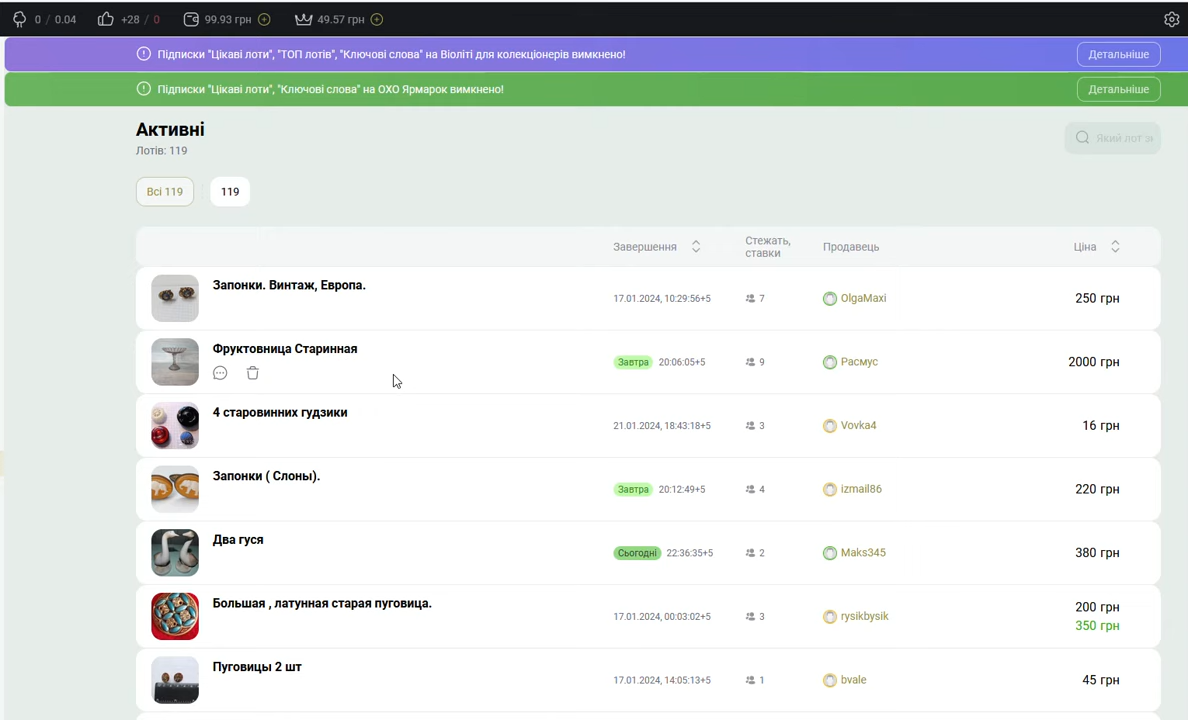 0 / 0.04 +28 / 0 99.93 грн 49.57 грн
Підписки "Цікаві лоти", "ТОП лотів", "Ключові слова" на Віоліті для колекціонерів вимкнено! Детальніше
Підписки "Цікаві лоти", "Ключові слова" на ОХО Ярмарок вимкнено! Детальніше
Активні
Лотів: 119
Який лот
Всі 119 119
Завершення Стежать, ставки Продавець Ціна
Запонки. Винтаж, Европа. 17.01.2024, 10:29:56+5 7 OlgaMaxi 250 грн
Фруктовница Старинная Завтра 20:06:05+5 9 Расмус 2000 грн
4 старовинних гудзики 21.01.2024, 18:43:18+5 3 Vovka4 16 грн
Запонки ( Слоны). Завтра 20:12:49+5 4 izmail86 220 грн
Два гуся Сьогодні 22:36:35+5 2 Maks345 380 грн
Большая , латунная старая пуговица. 17.01.2024, 00:03:02+5 3 rysikbysik 200 грн
350 грн
Пуговицы 2 шт 17.01.2024, 14:05:13+5 1 bvale 45 грн